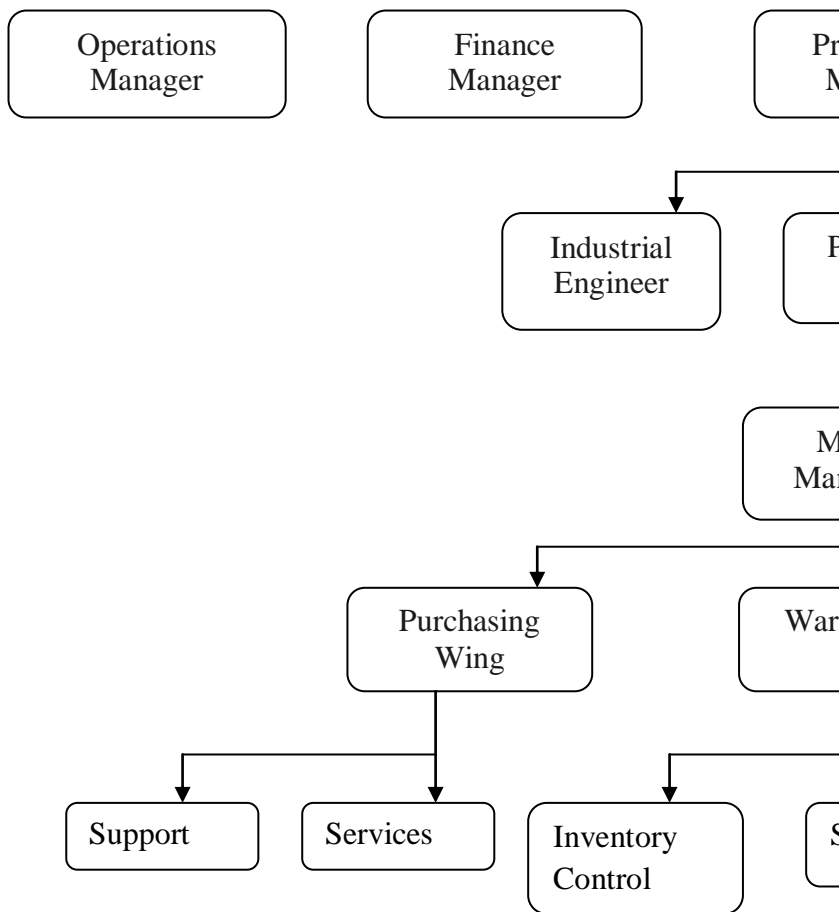 Operations
Manager
Finance
Manager
Industrial
Engineer
Purchasing
Wing
Support
Services
Inventory
Control